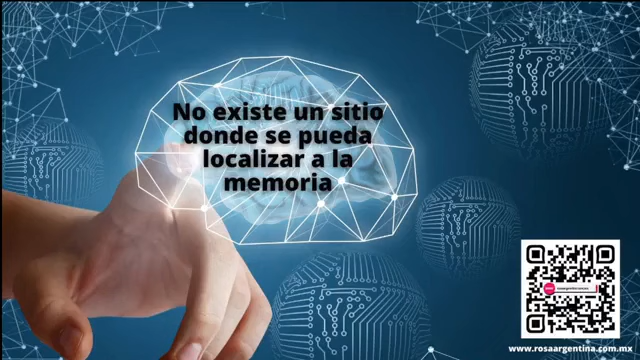 No existe un sitio
donde se pueda
localizar a la
memoria
www.rosaargentina.com.mx